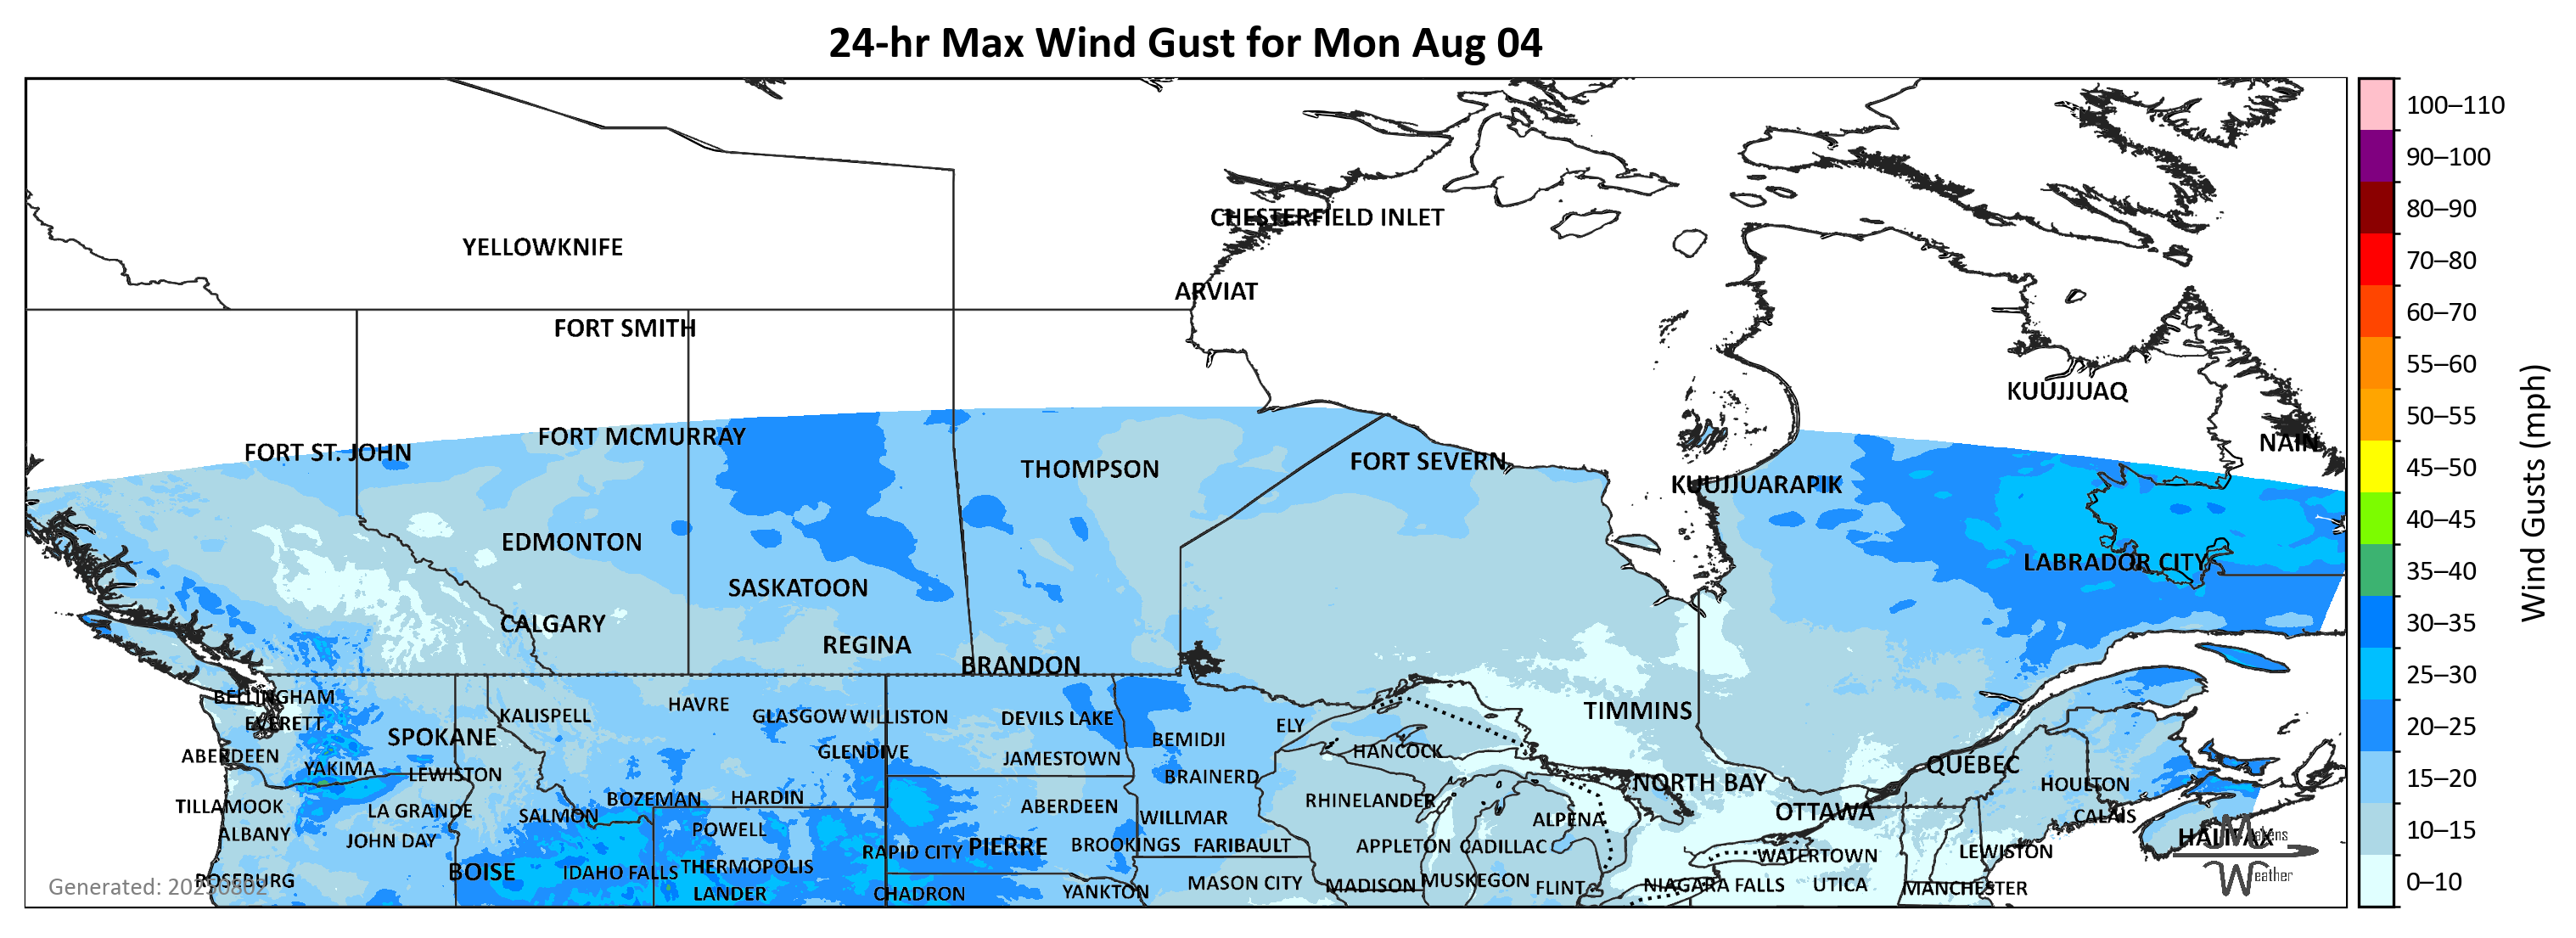 24-hr Max Wind Gust for Mon Aug 04
100–110
90–100
80–90
70–80
60–70
55–60
50–55
45–50
40–45
35–40
30–35
25–30
20–25
15–20
10–15
0–10
Wind Gusts (mph)
CHESTERFIELD INLET
YELLOWKNIFE
ARVIAT
FORT SMITH
KUUJJUAQ
FORT MCMURRAY
NAIN
FORT ST. JOHN
FORT SEVERN
THOMPSON
KUUJJUARAPIK
EDMONTON
LABRADOR CITY
SASKATOON
CALGARY
REGINA
BRANDON
BELLINGHAM
HAVRE
TIMMINS
KALISPELL
GLASGOW
WILLISTON
DEVILS LAKE
EVERETT
ELY
SPOKANE
BEMIDJI
HANCOCK
GLENDIVE
ABERDEEN
JAMESTOWN
QUÉBEC
YAKIMA
LEWISTON
BRAINERD
NORTH BAY
HOULTON
BOZEMAN
HARDIN
RHINELANDER
TILLAMOOK
ABERDEEN
LA GRANDE
OTTAWA
SALMON
CALAIS
WILLMAR
ALPENA
POWELL
ALBANY
HALIFAX
JOHN DAY
BROOKINGS
FARIBAULT
APPLETON
CADILLAC
PIERRE
RAPID CITY
LEWISTON
WATERTOWN
THERMOPOLIS
BOISE
IDAHO FALLS
ROSEBURG
MUSKEGON
MASON CITY
MADISON
NIAGARA FALLS
UTICA
FLINT
MANCHESTER
YANKTON
LANDER
CHADRON
Generated: 20250802
Matens
Weather